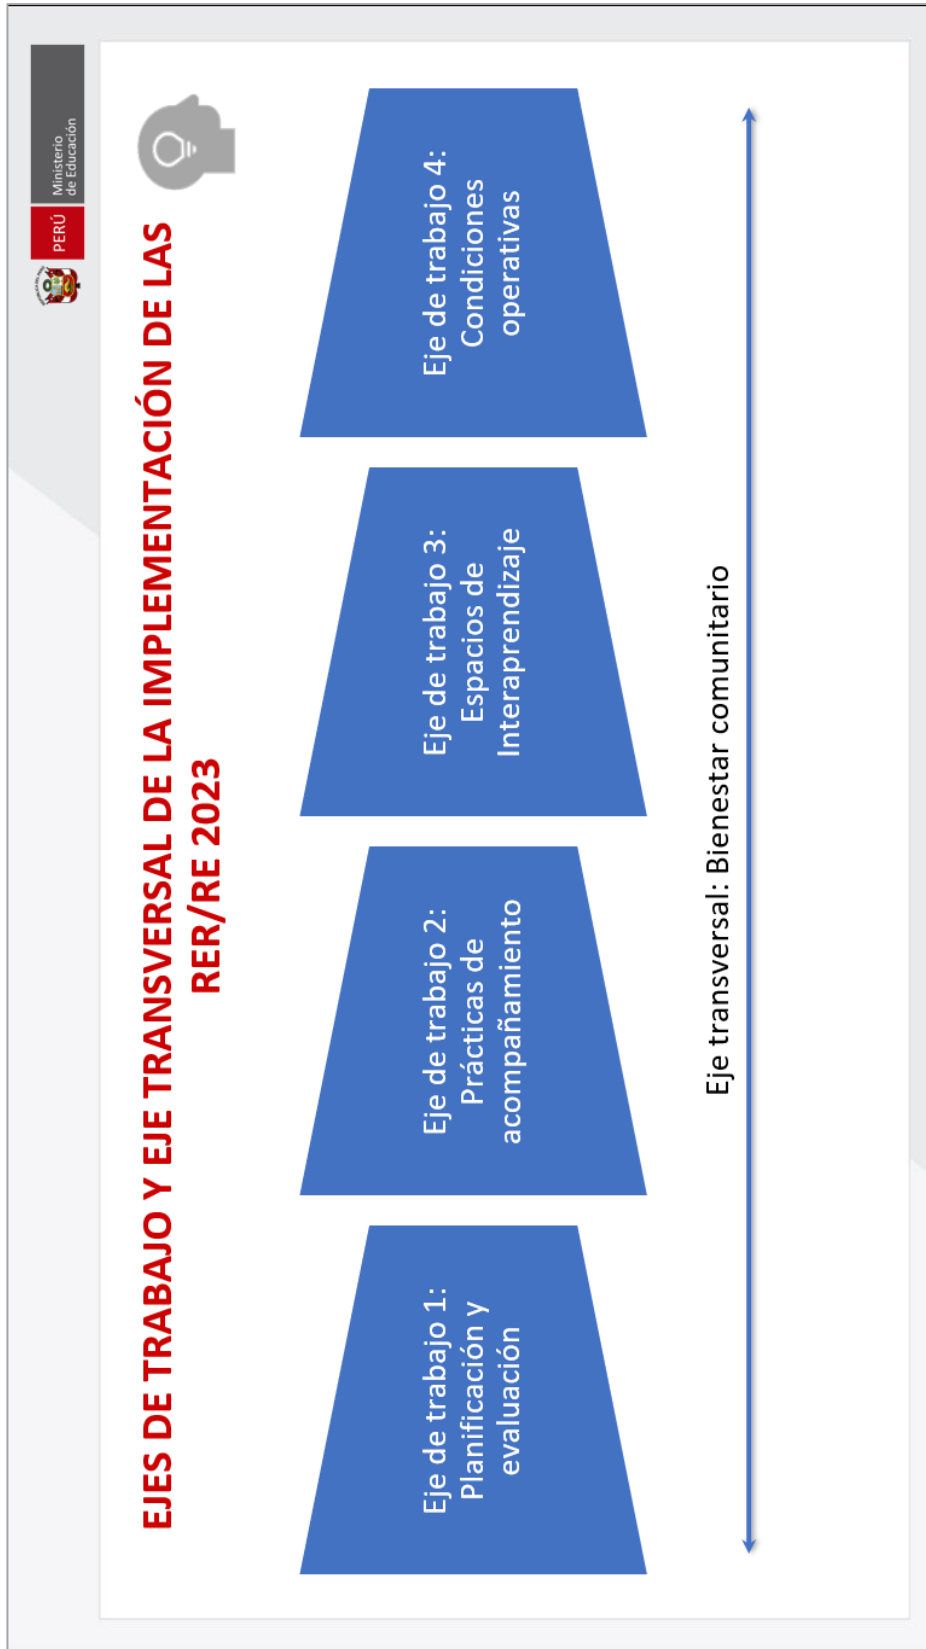 PERÚ
Ministerio
de Educación
EJES DE TRABAJO Y EJE TRANSVERSAL DE LA IMPLEMENTACIÓN DE LAS
RER/RE 2023
Eje de trabajo 1:
Planificación y
evaluación
Eje de trabajo 2:
Prácticas de
acompañamiento
Eje de trabajo 3:
Espacios de
Interaprendizaje
Eje de trabajo 4:
Condiciones
operativas
Eje transversal: Bienestar comunitario